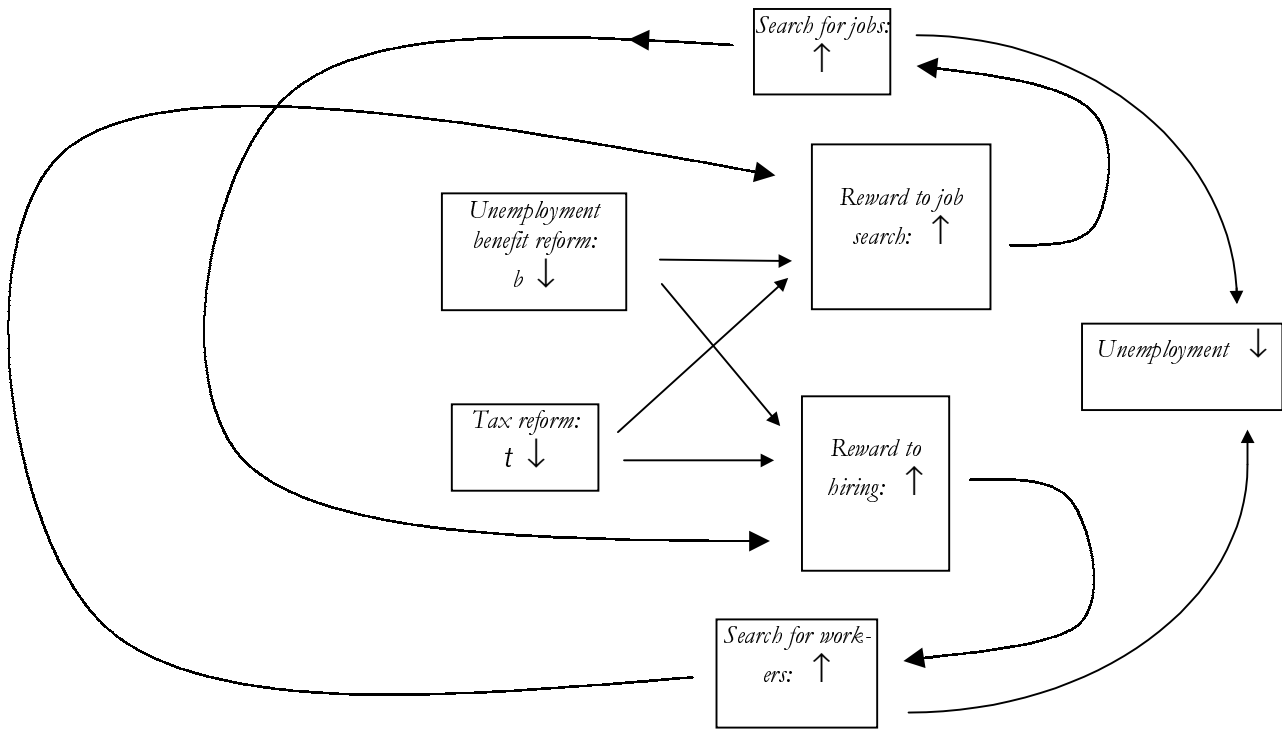 Search for jobs:
↑
Reward to job
search: ↑
Unemployment
benefit reform:
b ↓
Unemployment ↓
Tax reform:
t ↓
Reward to
hiring: ↑
Search for work-
ers: ↑